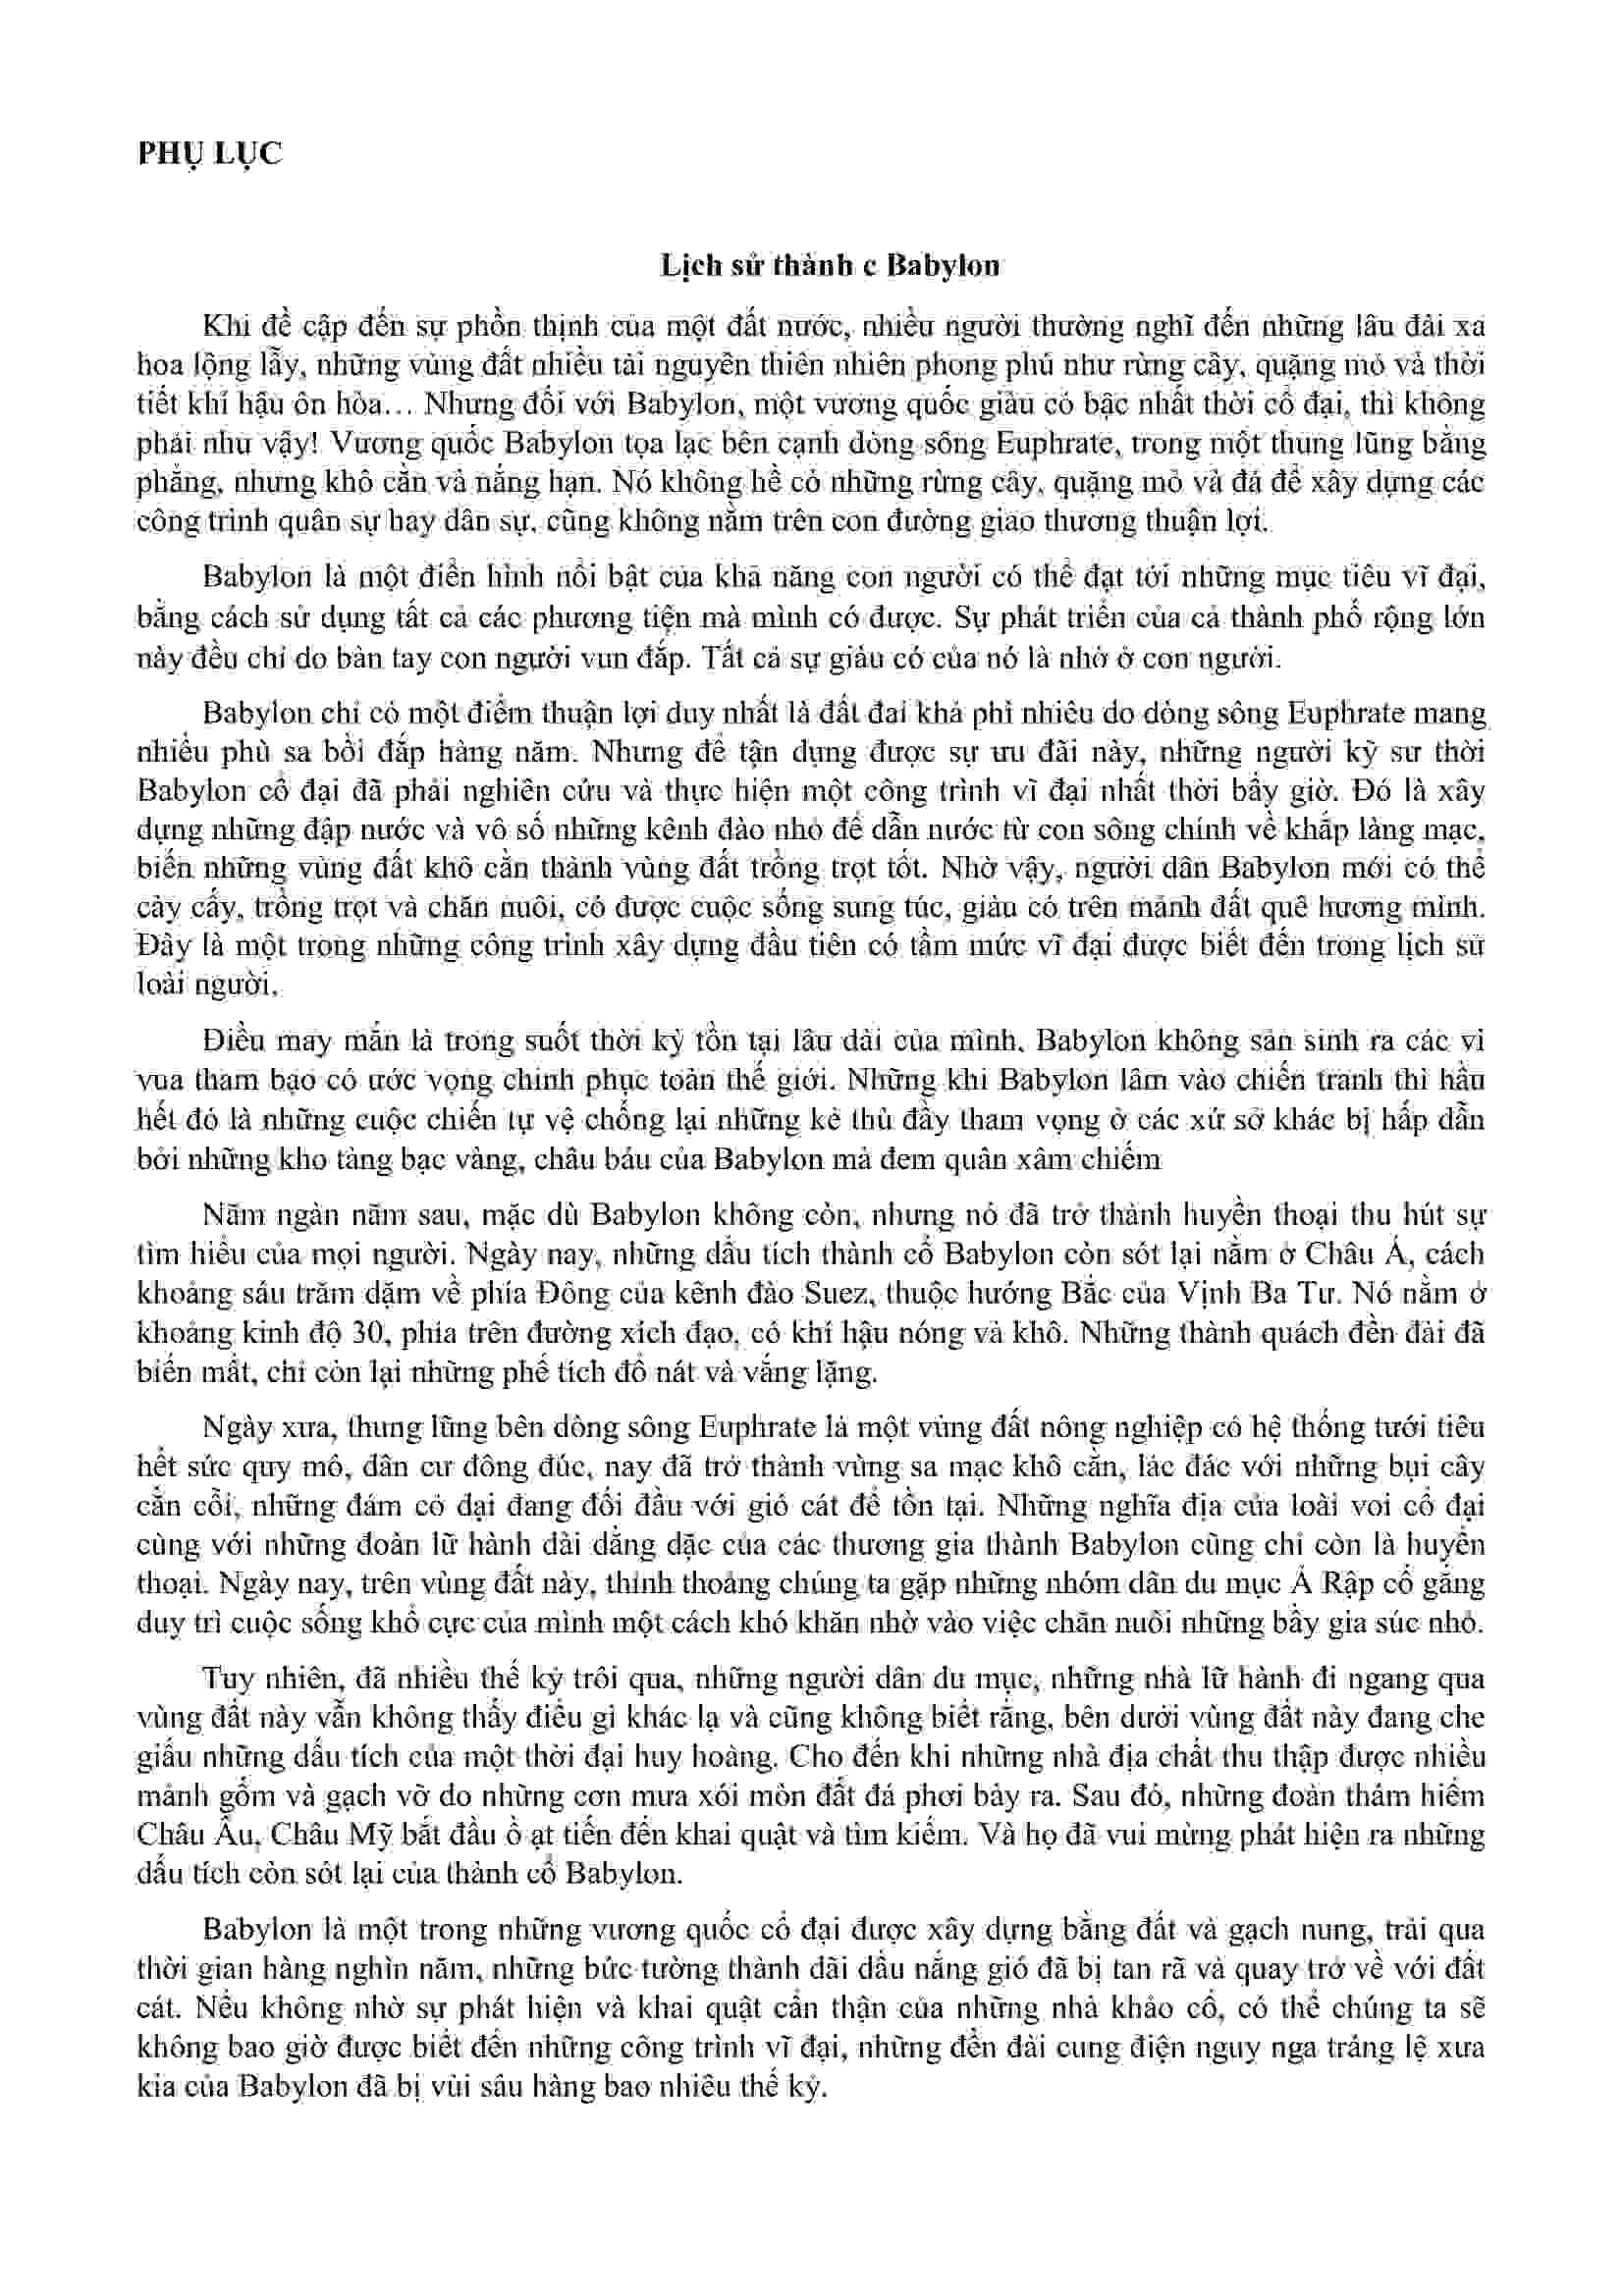 PHỤ LỤC
Lịch sử thành c Babylon
Khi đề cập đến sự phồn thịnh của một đất nước, nhiều người thường nghĩ đến những lâu đài xa
hoa lộng lẫy, những vùng đất nhiều tài nguyên thiên nhiên phong phú như rừng cây, quặng mỏ và thời
tiết khí hậu ôn hòa… Nhưng đối với Babylon, một vương quốc giàu có bậc nhất thời cổ đại, thì không
phải như vậy! Vương quốc Babylon tọa lạc bên cạnh dòng sông Euphrate, trong một thung lũng bằng
phẳng, nhưng khô cằn và nắng hạn. Nó không hề có những rừng cây, quặng mỏ và đá để xây dựng các
công trình quân sự hay dân sự, cũng không nằm trên con đường giao thương thuận lợi.
Babylon là một điển hình nổi bật của khả năng con người có thể đạt tới những mục tiêu vĩ đại,
bằng cách sử dụng tất cả các phương tiện mà mình có được. Sự phát triển của cả thành phố rộng lớn
này đều chỉ do bàn tay con người vun đắp. Tất cả sự giàu có của nó là nhờ ở con người.
Babylon chỉ có một điểm thuận lợi duy nhất là đất đai khá phì nhiêu do dòng sông Euphrate mang
nhiều phù sa bồi đắp hàng năm. Nhưng để tận dụng được sự ưu đãi này, những người kỹ sư thời
Babylon cổ đại đã phải nghiên cứu và thực hiện một công trình vĩ đại nhất thời bấy giờ. Đó là xây
dựng những đập nước và vô số những kênh đào nhỏ để dẫn nước từ con sông chính về khắp làng mạc,
biến những vùng đất khô cằn thành vùng đất trồng trọt tốt. Nhờ vậy, người dân Babylon mới có thể
cày cấy, trồng trọt và chăn nuôi, có được cuộc sống sung túc, giàu có trên mảnh đất quê hương mình.
Đây là một trong những công trình xây dựng đầu tiên có tầm mức vĩ đại được biết đến trong lịch sử
loài người.
Điều may mắn là trong suốt thời kỳ tồn tại lâu dài của mình, Babylon không sản sinh ra các vị
vua tham bạo có ước vọng chinh phục toàn thế giới. Những khi Babylon lâm vào chiến tranh thì hầu
hết đó là những cuộc chiến tự vệ chống lại những kẻ thù đầy tham vọng ở các xứ sở khác bị hấp dẫn
bởi những kho tàng bạc vàng, châu báu của Babylon mà đem quân xâm chiếm
Năm ngàn năm sau, mặc dù Babylon không còn, nhưng nó đã trở thành huyền thoại thu hút sự
tìm hiểu của mọi người. Ngày nay, những dấu tích thành cổ Babylon còn sót lại nằm ở Châu Á, cách
khoảng sáu trăm dặm về phía Đông của kênh đào Suez, thuộc hướng Bắc của Vịnh Ba Tư. Nó nằm ở
khoảng kinh độ 30, phía trên đường xích đạo, có khí hậu nóng và khô. Những thành quách đền đài đã
biến mất, chỉ còn lại những phế tích đổ nát và vắng lặng.
Ngày xưa, thung lũng bên dòng sông Euphrate là một vùng đất nông nghiệp có hệ thống tưới tiêu
hết sức quy mô, dân cư đông đúc, nay đã trở thành vùng sa mạc khô cằn, lác đác với những bụi cây
cằn cỗi, những đám cỏ dại đang đối đầu với gió cát để tồn tại. Những nghĩa địa của loài voi cổ đại
cùng với những đoàn lữ hành dài dằng dặc của các thương gia thành Babylon cũng chỉ còn là huyền
thoại. Ngày nay, trên vùng đất này, thỉnh thoảng chúng ta gặp những nhóm dân du mục Ả Rập cố gắng
duy trì cuộc sống khổ cực của mình một cách khó khăn nhờ vào việc chăn nuôi những bầy gia súc nhỏ.
Tuy nhiên, đã nhiều thế kỷ trôi qua, những người dân du mục, những nhà lữ hành đi ngang qua
vùng đất này vẫn không thấy điều gì khác lạ và cũng không biết rằng, bên dưới vùng đất này đang che
giấu những dấu tích của một thời đại huy hoàng. Cho đến khi những nhà địa chất thu thập được nhiều
mảnh gốm và gạch vỡ do những cơn mưa xói mòn đất đá phơi bày ra. Sau đó, những đoàn thám hiểm
Châu Âu, Châu Mỹ bắt đầu ồ ạt tiến đến khai quật và tìm kiếm. Và họ đã vui mừng phát hiện ra những
dấu tích còn sót lại của thành cổ Babylon.
Babylon là một trong những vương quốc cổ đại được xây dựng bằng đất và gạch nung, trải qua
thời gian hàng nghìn năm, những bức tường thành dãi dầu nắng gió đã bị tan rã và quay trở về với đất
cát. Nếu không nhờ sự phát hiện và khai quật cẩn thận của những nhà khảo cổ, có thể chúng ta sẽ
không bao giờ được biết đến những công trình vĩ đại, những đền đài cung điện nguy nga tráng lệ xưa
kia của Babylon đã bị vùi sâu hàng bao nhiêu thế kỷ.